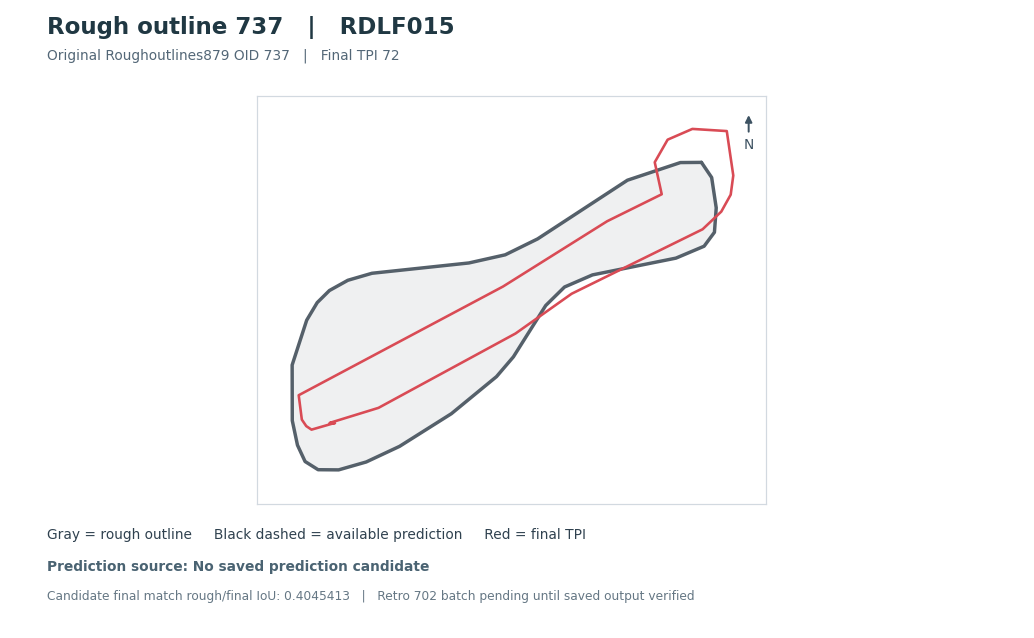 Rough outline 737   |   RDLF015
Original Roughoutlines879 OID 737   |   Final TPI 72
N
Gray = rough outline     Black dashed = available prediction     Red = final TPI
Prediction source: No saved prediction candidate
Candidate final match rough/final IoU: 0.4045413   |   Retro 702 batch pending until saved output verified